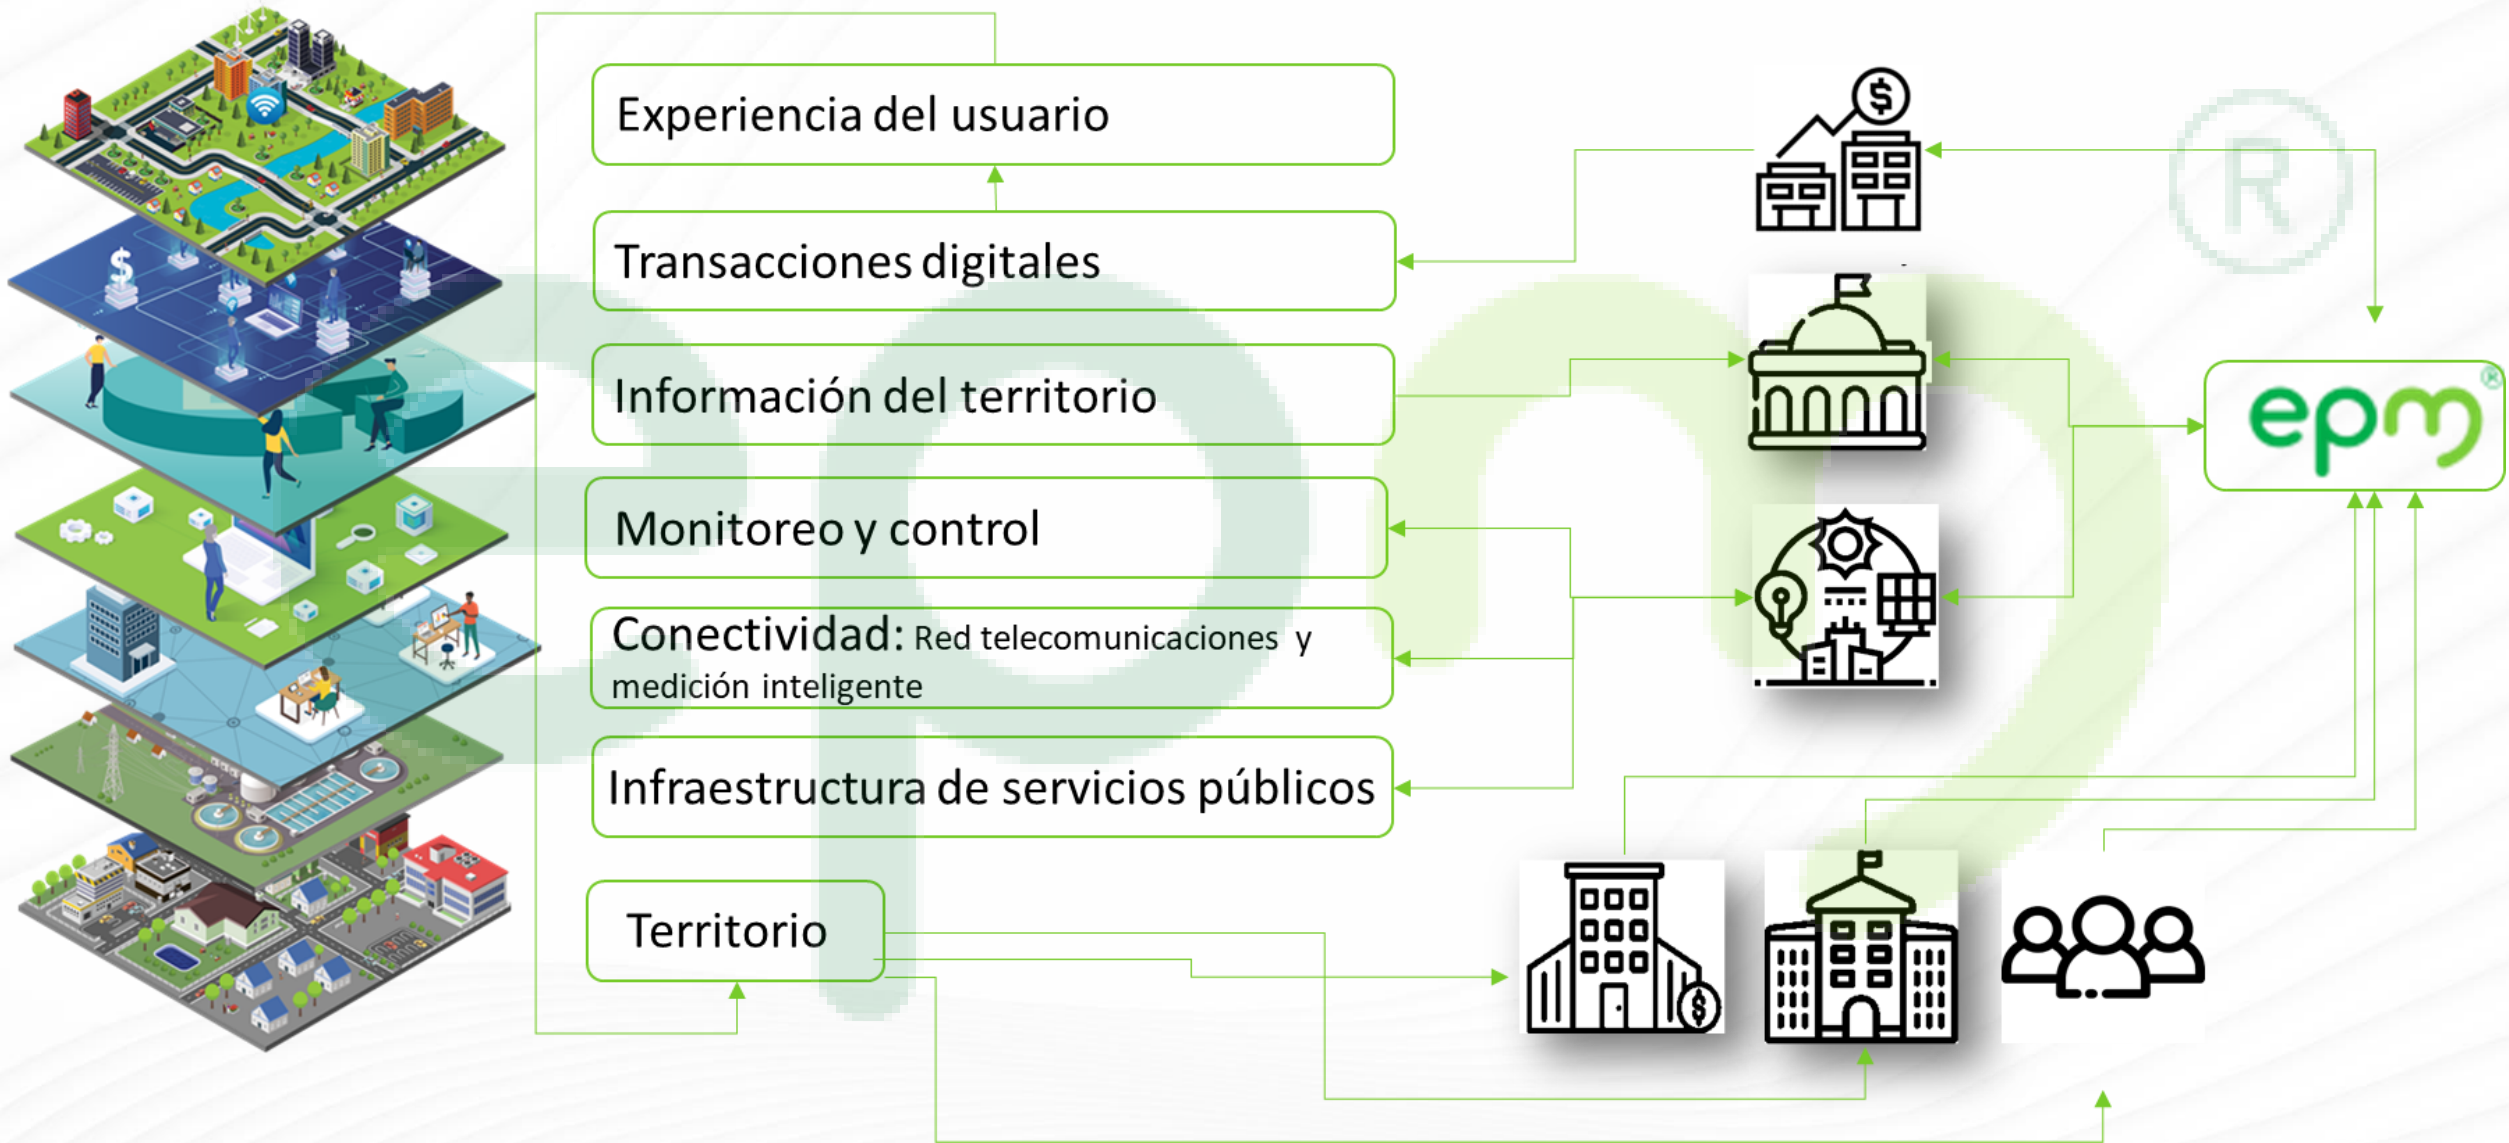 Experiencia del usuario
Transacciones digitales
Información del territorio
Monitoreo y control
Conectividad: Red telecomunicaciones y
medición inteligente
Infraestructura de servicios públicos
Territorio
epm®
epm®
$
$
$